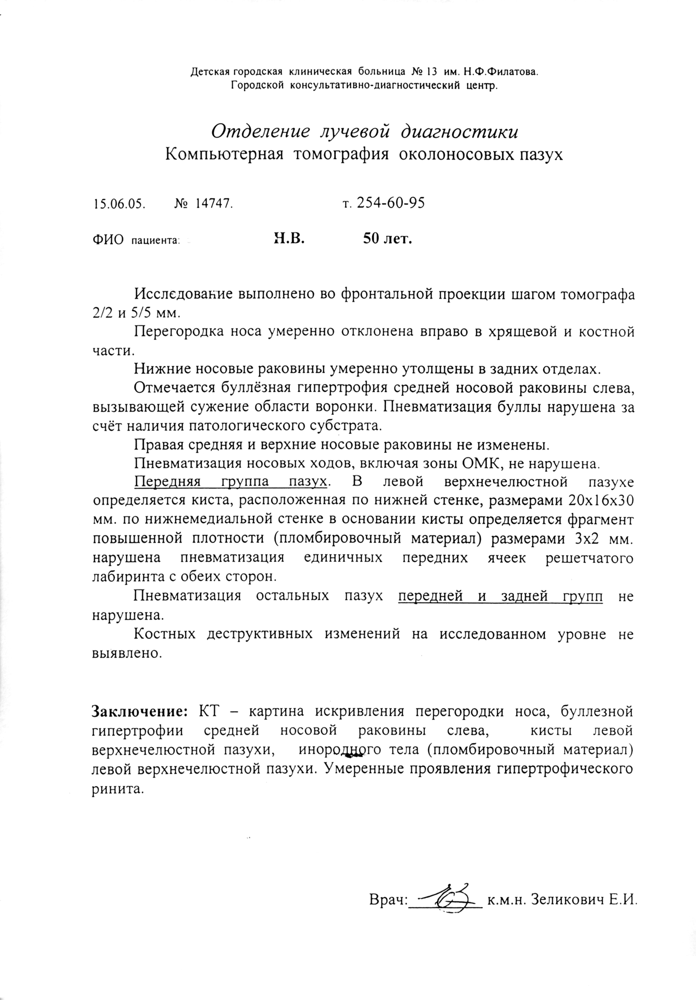 Детская городская клиническая больница № 13 им. Н.Ф.Филатова.
Городской консультативно-диагностический центр.
Отделение лучевой диагностики
Компьютерная томография околоносовых пазух
15.06.05. № 14747. т. 254-60-95
ФИО пациента: Н.В. 50 лет.
Исследование выполнено во фронтальной проекции шагом томографа
2/2 и 5/5 мм.
Перегородка носа умеренно отклонена вправо в хрящевой и костной
части.
Нижние носовые раковины умеренно утолщены в задних отделах.
Отмечается буллёзная гипертрофия средней носовой раковины слева,
вызывающей сужение области воронки. Пневматизация буллы нарушена за
счёт наличия патологического субстрата.
Правая средняя и верхние носовые раковины не изменены.
Пневматизация носовых ходов, включая зоны ОМК, не нарушена.
Передняя группа пазух. В левой верхнечелюстной пазухе
определяется киста, расположенная по нижней стенке, размерами 20х16х30
мм. по нижнемедиальной стенке в основании кисты определяется фрагмент
повышенной плотности (пломбировочный материал) размерами 3х2 мм.
нарушена пневматизация единичных передних ячеек решетчатого
лабиринта с обеих сторон.
Пневматизация остальных пазух передней и задней групп не
нарушена.
Костных деструктивных изменений на исследованном уровне не
выявлено.
Заключение: КТ – картина искривления перегородки носа, буллезной
гипертрофии средней носовой раковины слева, кисты левой
верхнечелюстной пазухи, инородного тела (пломбировочный материал)
левой верхнечелюстной пазухи. Умеренные проявления гипертрофического
ринита.
Врач: к.м.н. Зеликович Е.И.